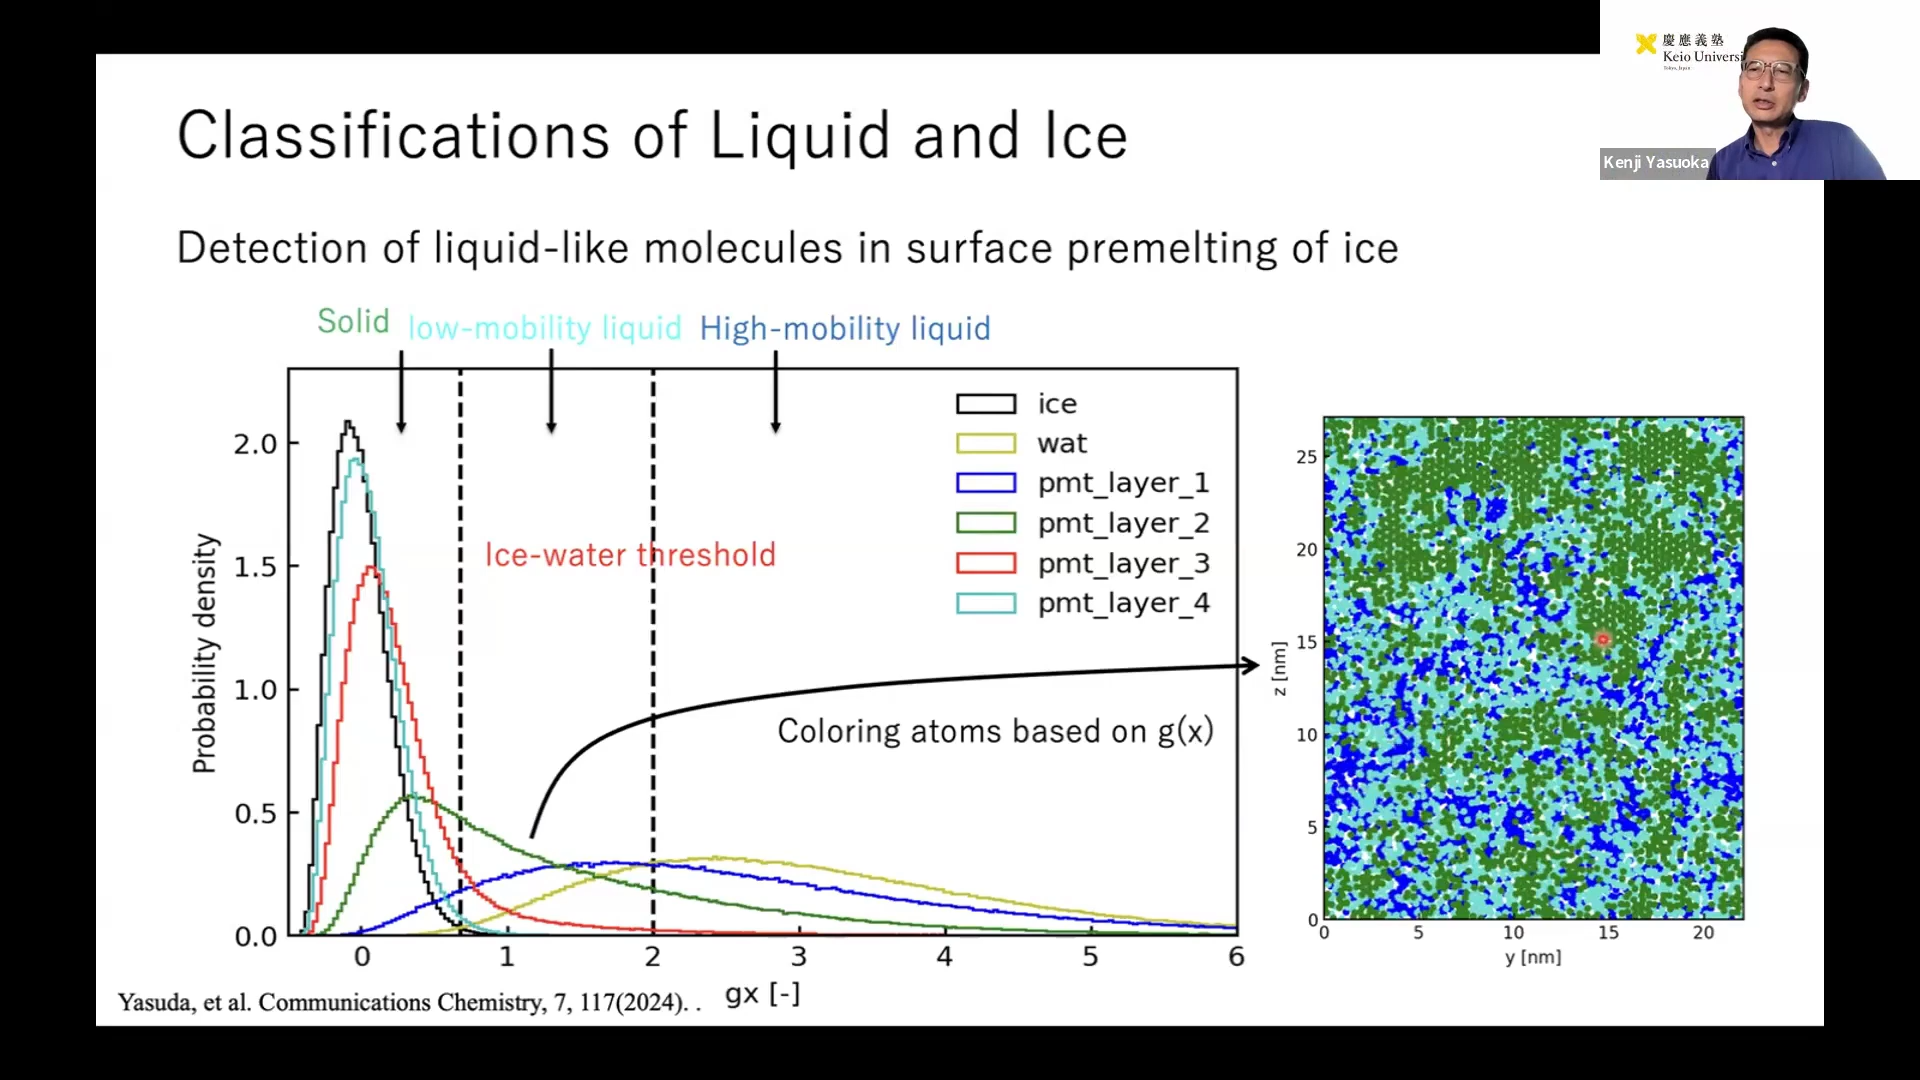 慶應義塾
Keio Universi
Tokyo, Japan
Kenji Yasuoka
Classifications of Liquid and Ice
Detection of liquid-like molecules in surface premelting of ice
Solid low-mobility liquid High-mobility liquid
ice
wat
pmt_layer_1
pmt_layer_2
pmt_layer_3
pmt_layer_4
Ice-water threshold
Coloring atoms based on g(x)
Probability density
2.0
1.5
1.0
0.5
0.0
0 1 2 3 4 5 6
gx [-]
z [nm]
25
20
15
10
5
0
0 5 10 15 20
y [nm]
Yasuda, et al. Communications Chemistry, 7, 117(2024). .